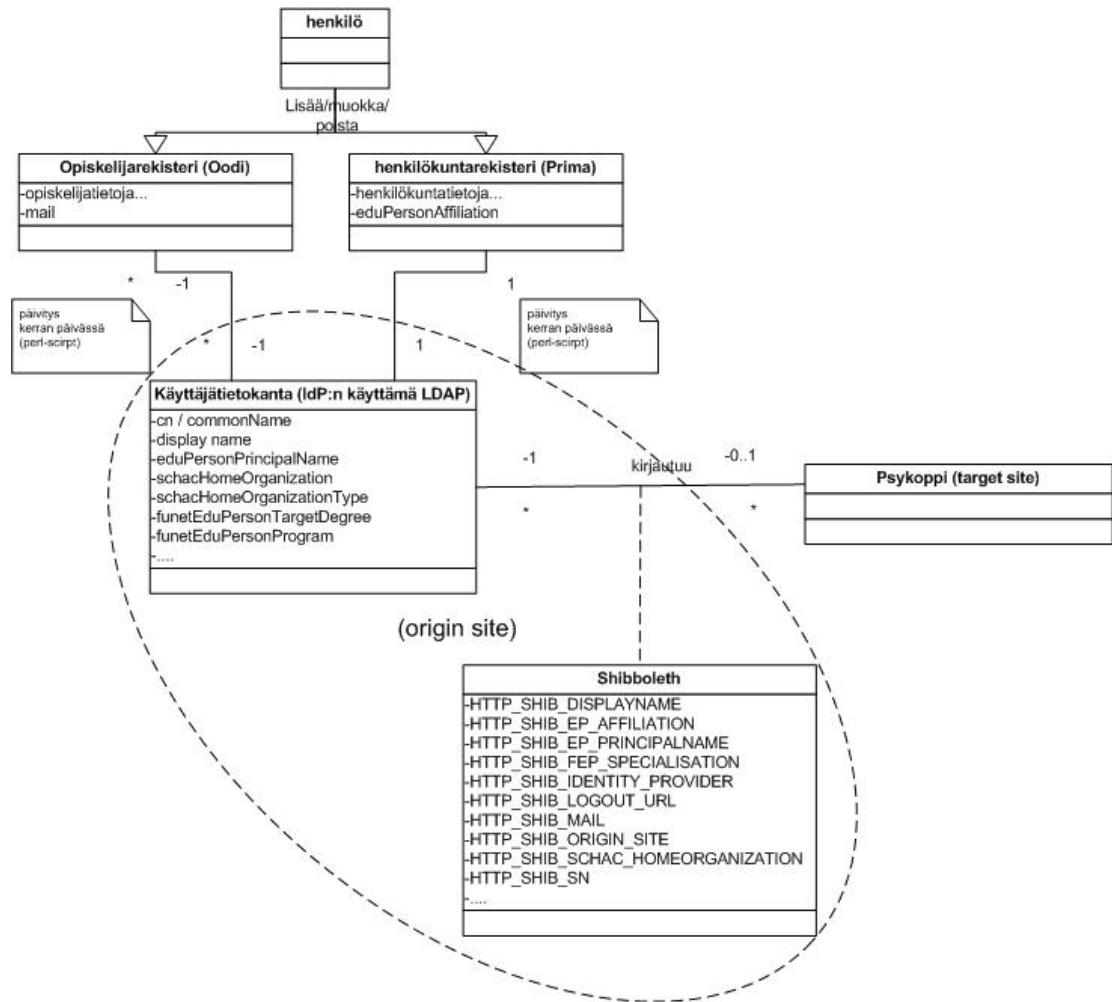 henkilö
Lisää/muokka/
poista
Opiskelijarekisteri (Oodi)
-opiskelijatietoja...
-mail
henkilökuntarekisteri (Prima)
-henkilökuntatietoja...
-eduPersonAffiliation
* -1
1
päivitys
kerran päivässä
(perl-scirpt)
* -1
1
päivitys
kerran päivässä
(perl-scirpt)
Käyttäjätietokanta (IdP:n käyttämä LDAP)
-cn / commonName
-display name
-eduPersonPrincipalName
-schacHomeOrganization
-schacHomeOrganizationType
-funetEduPersonTargetDegree
-funetEduPersonProgram
-....
-1
kirjautuu
-0..1
*
*
Psykoppi (target site)
(origin site)
Shibboleth
-HTTP_SHIB_DISPLAYNAME
-HTTP_SHIB_EP_AFFILIATION
-HTTP_SHIB_EP_PRINCIPALNAME
-HTTP_SHIB_FEP_SPECIALISATION
-HTTP_SHIB_IDENTITY_PROVIDER
-HTTP_SHIB_LOGOUT_URL
-HTTP_SHIB_MAIL
-HTTP_SHIB_ORIGIN_SITE
-HTTP_SHIB_SCHAC_HOMEORGANIZATION
-HTTP_SHIB_SN
-....